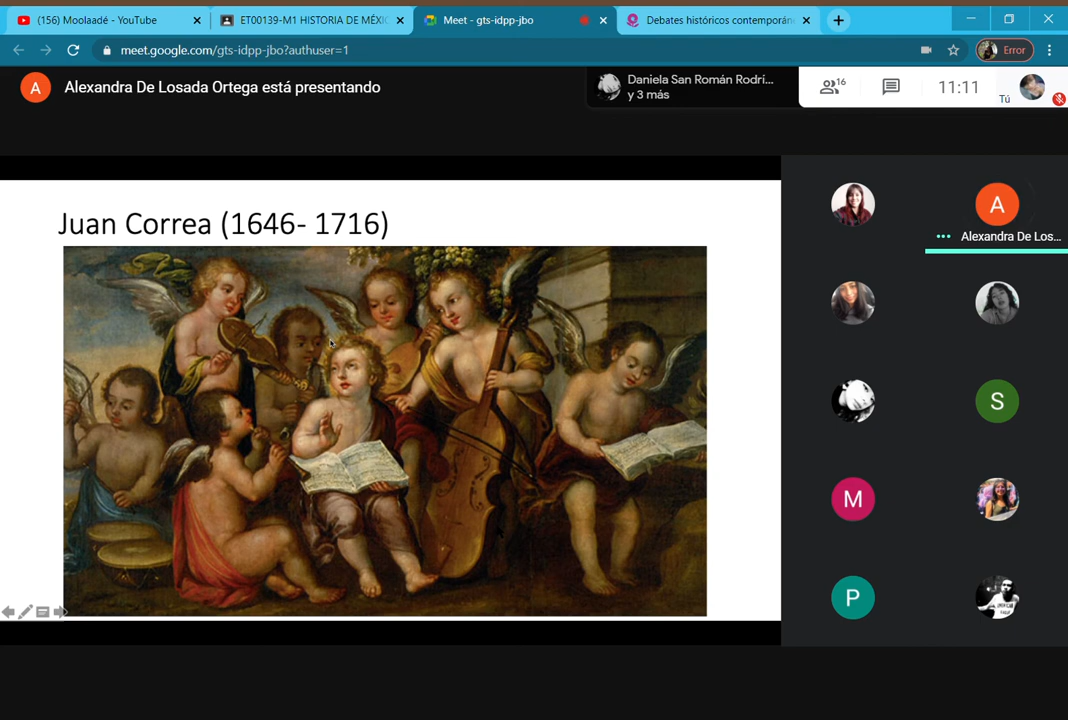 (156) Moolaadé - YouTube
ET00139-M1 HISTORIA DE MÉXIC
Meet - gts-idpp-jbo
Debates históricos contemporán
meet.google.com/gts-idpp-jbo?authuser=1
Error
A
Alexandra De Losada Ortega está presentando
Daniela San Román Rodrí...
y 3 más
16
11:11
Tú
Juan Correa (1646- 1716)
A
Alexandra De Los...
S
M
P